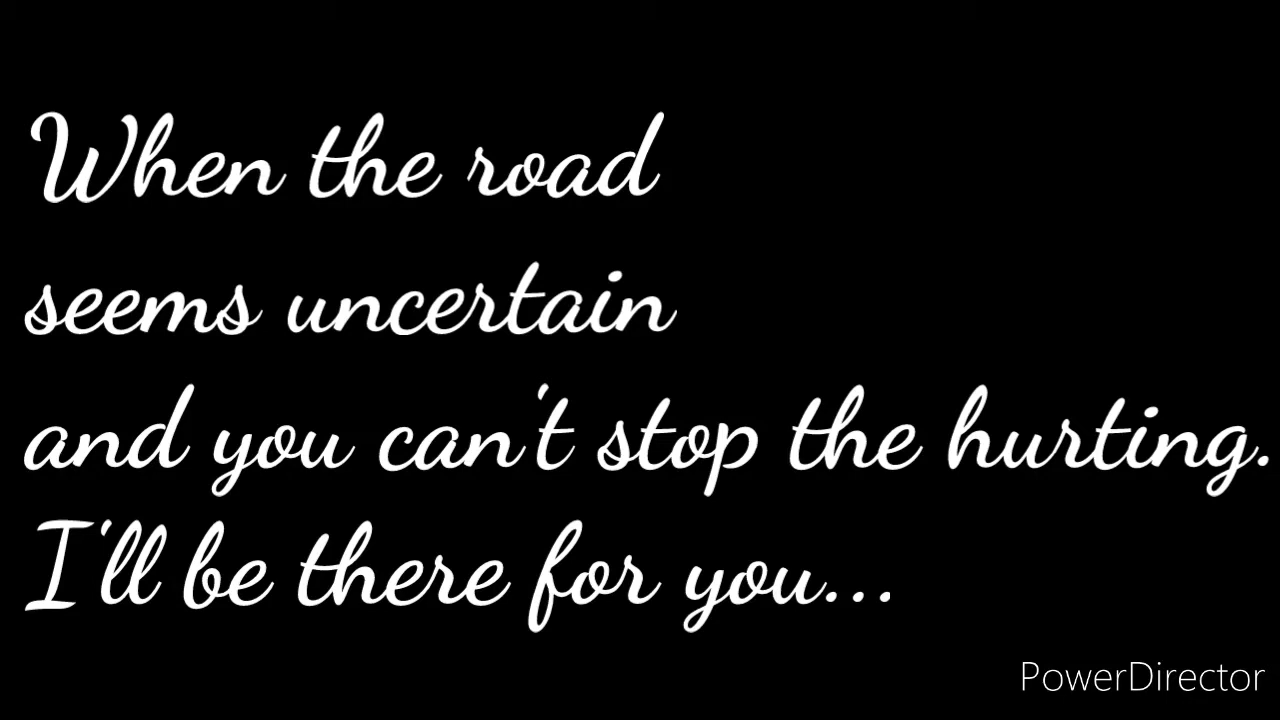 When the road
seems uncertain
and you can't stop the hurting.
I'll be there for you...
PowerDirector